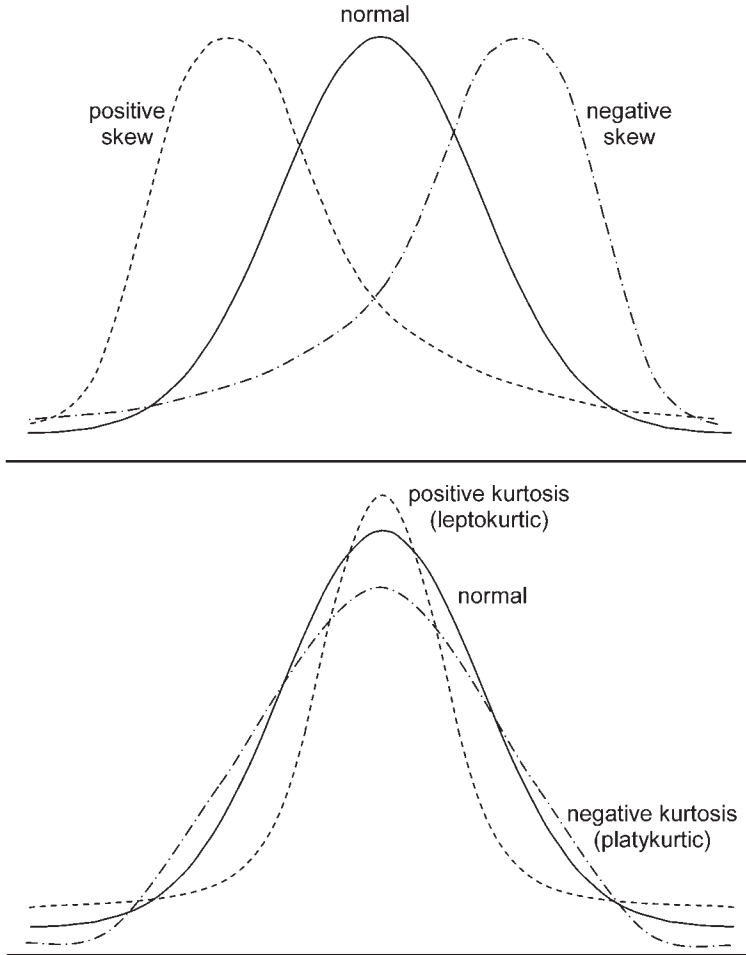 normal
positive
skew
negative
skew
positive kurtosis
(leptokurtic)
normal
negative kurtosis
(platykurtic)